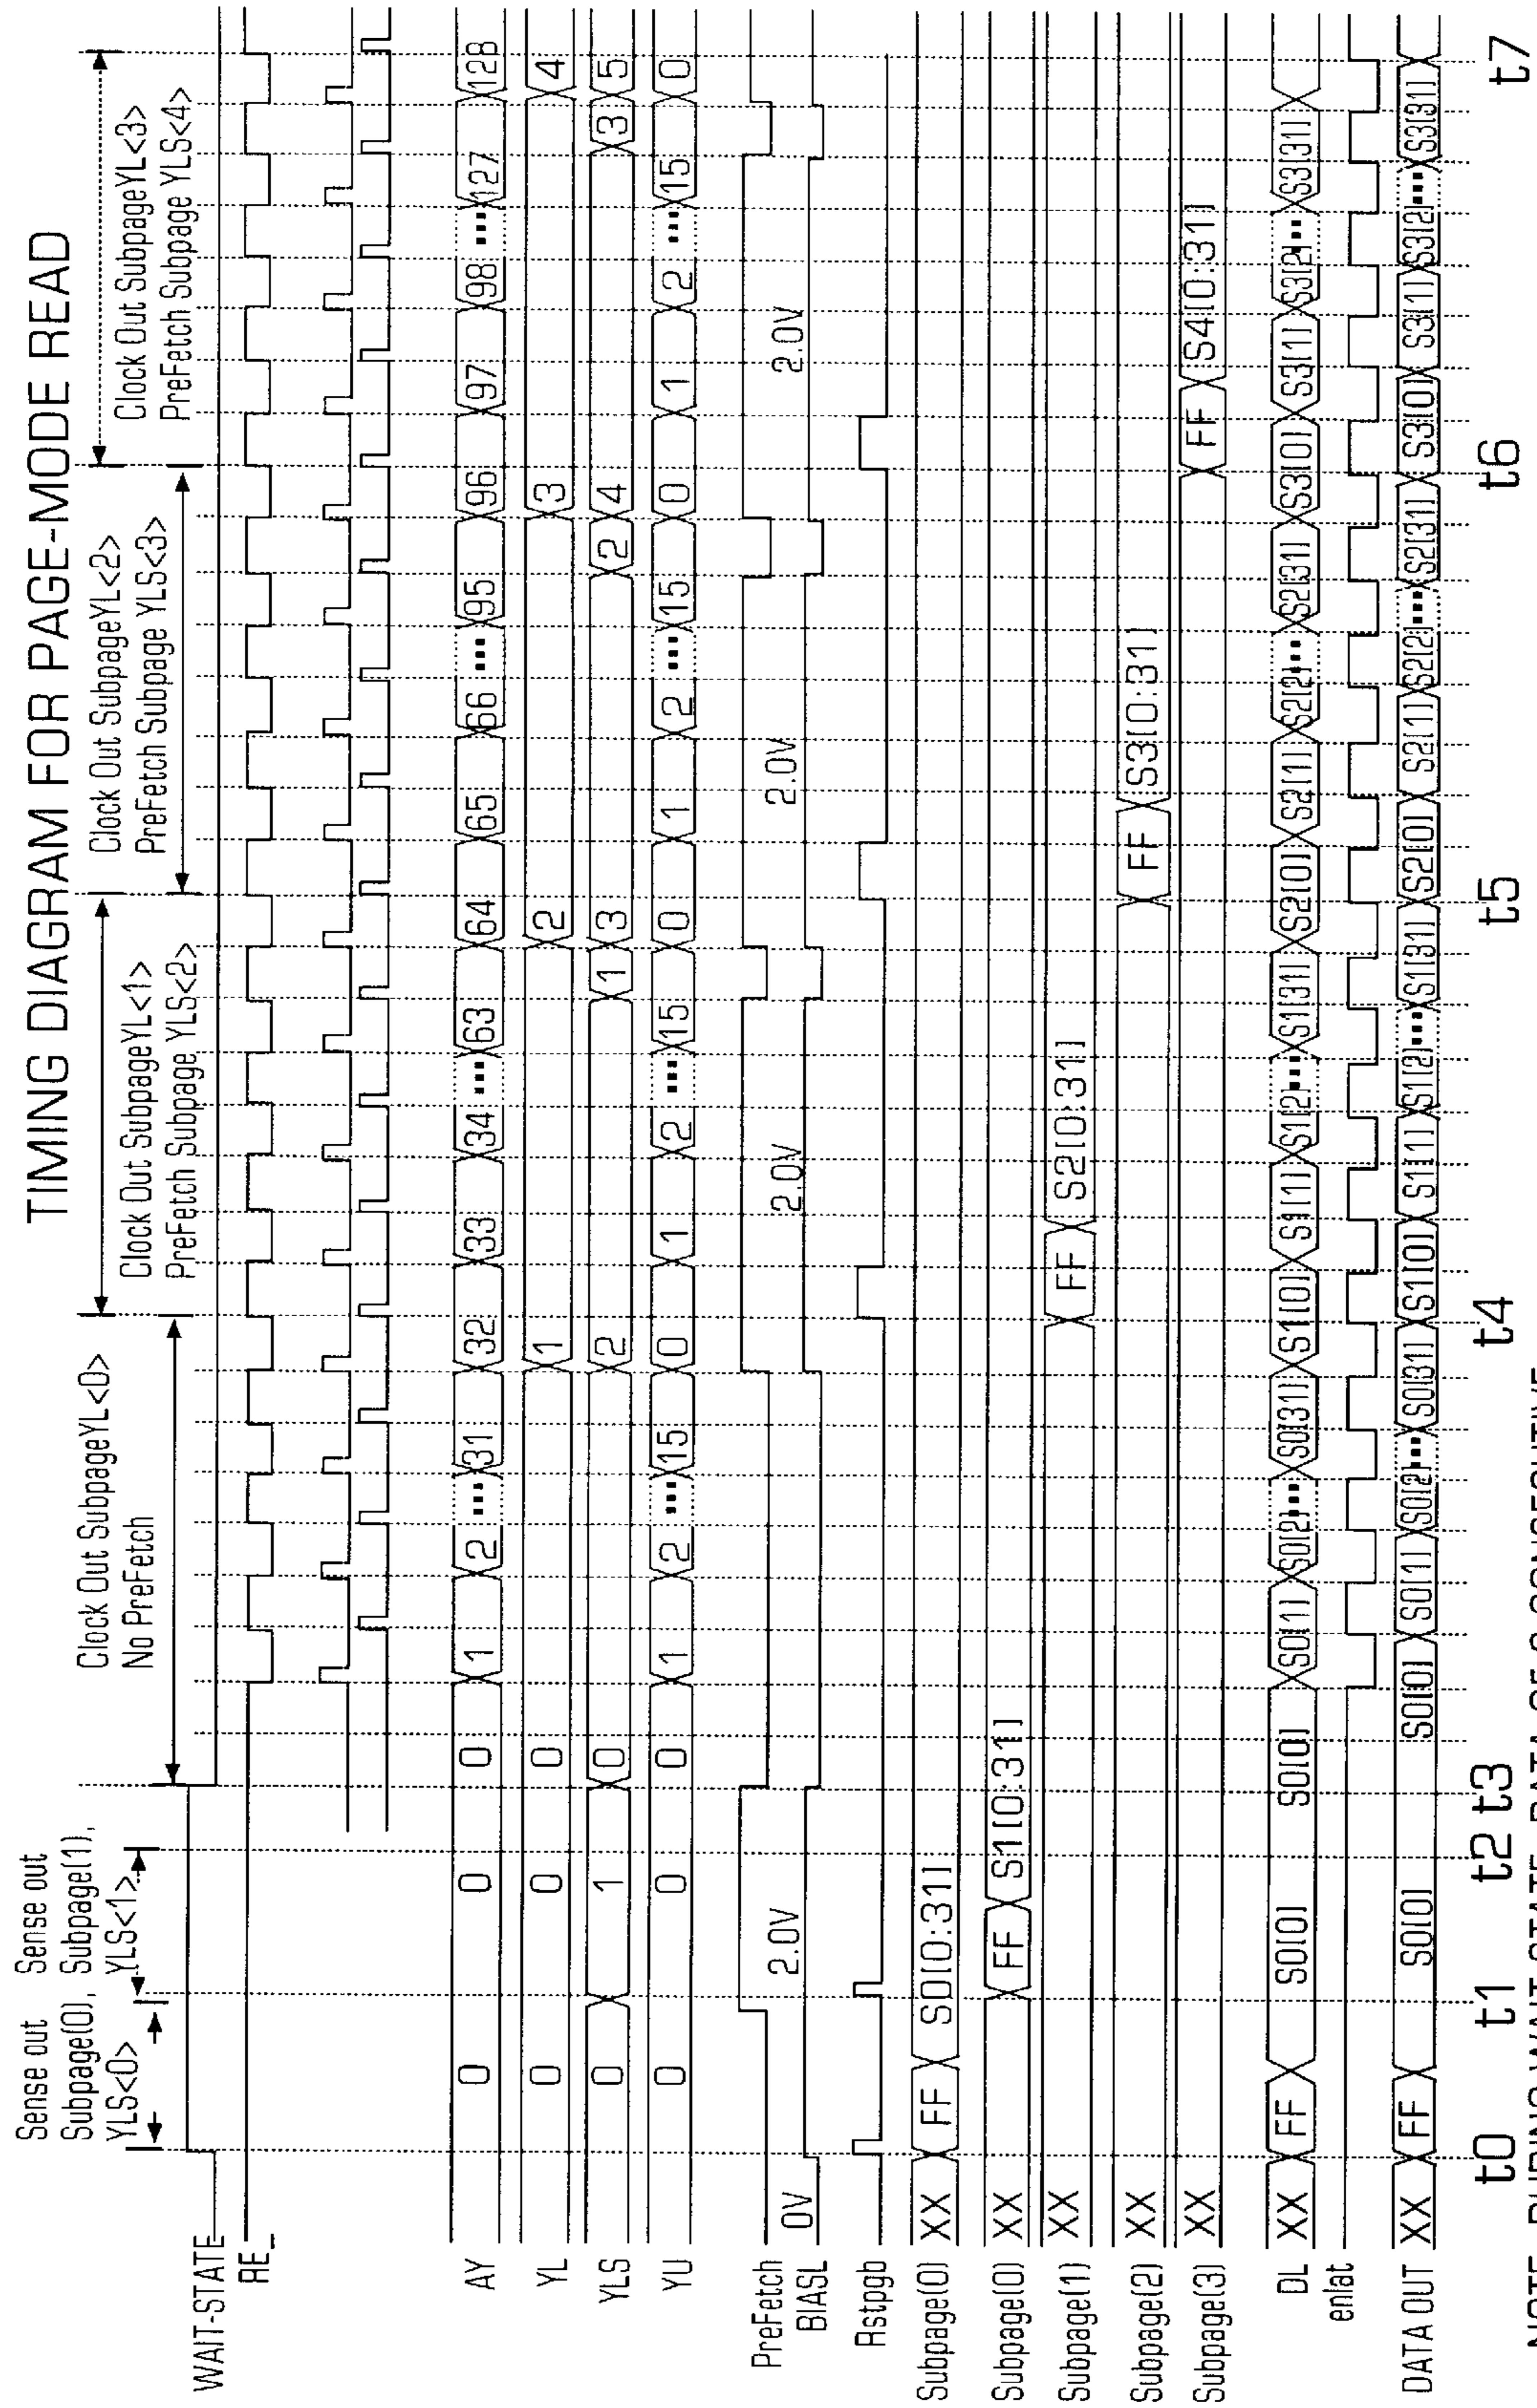 TIMING DIAGRAM FOR PAGE-MODE READ
Sense out
Subpage(0),
YLS<0>
Sense out
Subpage(1),
YLS<1>
Clock Out SubpageYL<0>
No PreFetch
Clock Out SubpageYL<1>
PreFetch Subpage YLS<2>
Clock Out SubpageYL<2>
PreFetch Subpage YLS<3>
Clock Out SubpageYL<3>
PreFetch Subpage YLS<4>
WAIT-STATE
RE_
AY 0 0 0 1 2 ... 31 32 33 34 ... 63 64 65 66 ... 95 96 97 98 ... 127 128
YL 0 0 0 1 2 3 4
YLS 0 1 0 2 1 3 2 4 3 5
YU 0 0 0 1 2 ... 15 0 1 2 ... 15 0 1 2 ... 15 0 1 2 ... 15 0
PreFetch
BIASL 0V 2.0V 2.0V 2.0V 2.0V
Rstpgb
Subpage(0) XX FF S0[0:31]
Subpage(0) XX FF S1[0:31]
Subpage(1) XX FF S2[0:31]
Subpage(2) XX FF S3[0:31]
Subpage(3) XX FF S4[0:31]
DL XX FF S0[0] S0[0] S0[1] S0[2] ... S0[31] S1[0] S1[1] S1[2] ... S1[31] S2[0] S2[1] S2[2] ... S2[31] S3[0] S3[1] S3[2] ... S3[31]
enlat
DATA OUT XX FF S0[0] S0[0] S0[1] S0[2] ... S0[31] S1[0] S1[1] S1[2] ... S1[31] S2[0] S2[1] S2[2] ... S2[31] S3[0] S3[1] S3[2] ... S3[31]
t0 t1 t2 t3 t4 t5 t6 t7